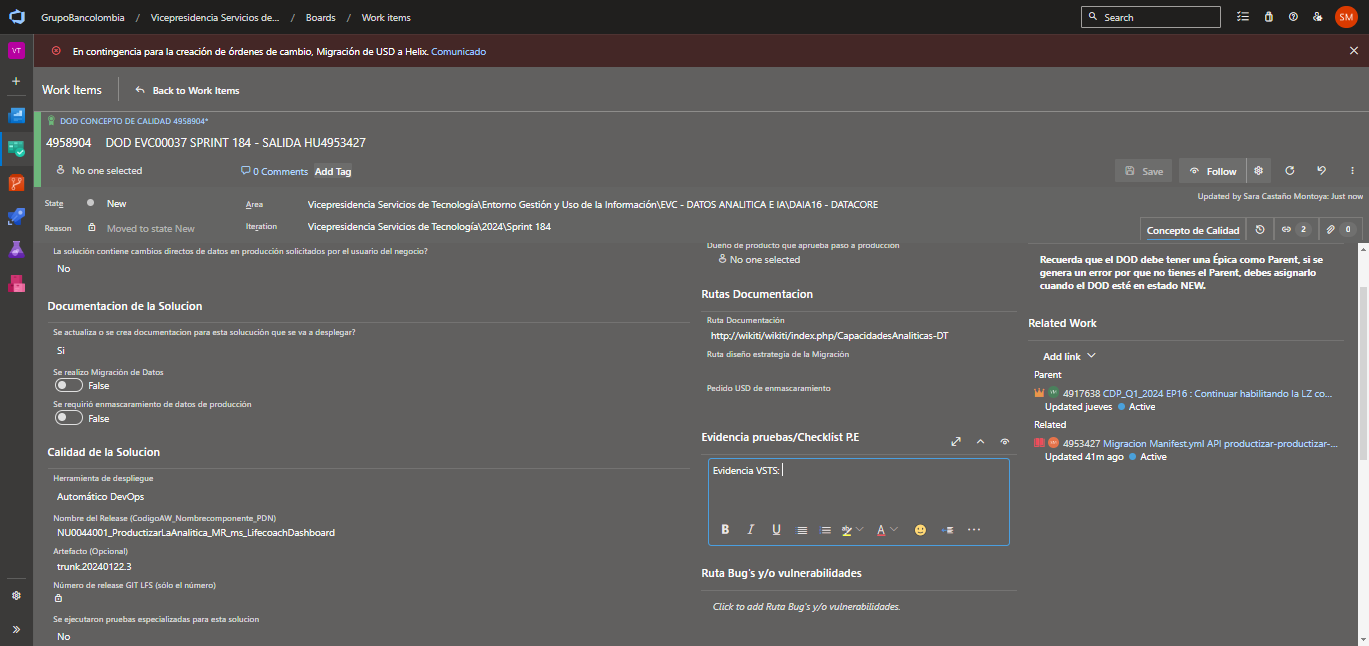 GrupoBancolombia / Vicepresidencia Servicios de... / Boards / Work items
Search
SM
VT
En contingencia para la creación de órdenes de cambio, Migración de USD a Helix. Comunicado
Work Items
Back to Work Items
DOD CONCEPTO DE CALIDAD 4958904*
4958904 DOD EVC00037 SPRINT 184 - SALIDA HU4953427
No one selected
0 Comments
Add Tag
Save
Follow
State
New
Area
Vicepresidencia Servicios de Tecnología\Entorno Gestión y Uso de la Información\EVC - DATOS ANALITICA E IA\DAIA16 - DATACORE
Updated by Sara Castaño Montoya: Just now
Reason
Moved to state New
Iteration
Vicepresidencia Servicios de Tecnología\2024\Sprint 184
Concepto de Calidad
2
0
La solución contiene cambios directos de datos en producción solicitados por el usuario del negocio?
No
Documentacion de la Solucion
Se actualiza o se crea documentacion para esta solucución que se va a desplegar?
Si
Se realizo Migración de Datos
False
Se requirió enmascaramiento de datos de producción
False
Calidad de la Solucion
Herramienta de despliegue
Automático DevOps
Nombre del Release (CodigoAW_Nombrecomponente_PDN)
NU0044001_ProductizarLaAnalitica_MR_ms_LifecoachDashboard
Artefacto (Opcional)
trunk.20240122.3
Número de release GIT LFS (sólo el número)
Se ejecutaron pruebas especializadas para esta solucion
No
Dueño de producto que aprueba paso a produccion
No one selected
Rutas Documentacion
Ruta Documentación
http://wikiti/wikiti/index.php/CapacidadesAnaliticas-DT
Ruta diseño estrategia de la Migración
Pedido USD de enmascaramiento
Evidencia pruebas/Checklist P.E
Evidencia VSTS:
B I U A
Ruta Bug's y/o vulnerabilidades
Click to add Ruta Bug's y/o vulnerabilidades.
Recuerda que el DOD debe tener una Épica como Parent, si se
genera un error por que no tienes el Parent, debes asignarlo
cuando el DOD esté en estado NEW.
Related Work
Add link
Parent
4917638 CDP_Q1_2024 EP16 : Continuar habilitando la LZ co...
Updated jueves Active
Related
4953427 Migracion Manifest.yml API productizar-productizar-...
Updated 41m ago Active